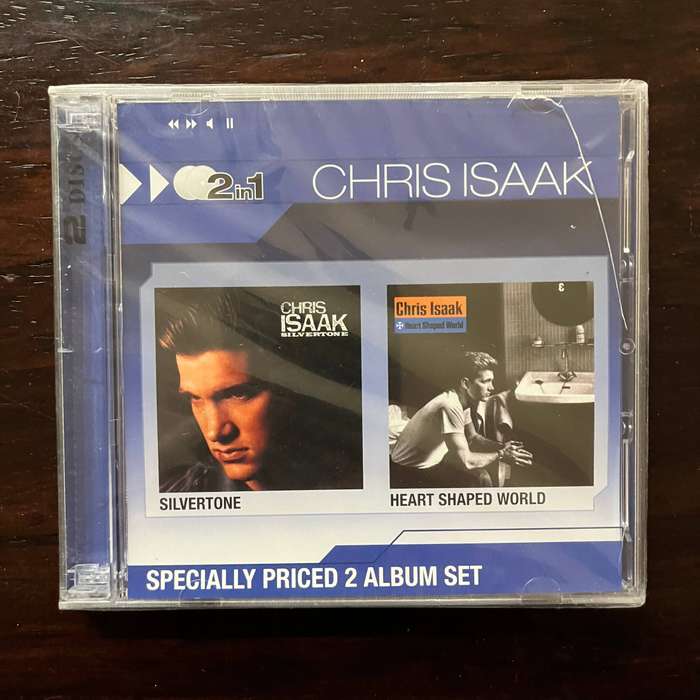 2 DISC
2in1
CHRIS ISAAK
CHRIS
ISAAK
SILVERTONE
Chris Isaak
Heart Shaped World
SILVERTONE
HEART SHAPED WORLD
SPECIALLY PRICED 2 ALBUM SET